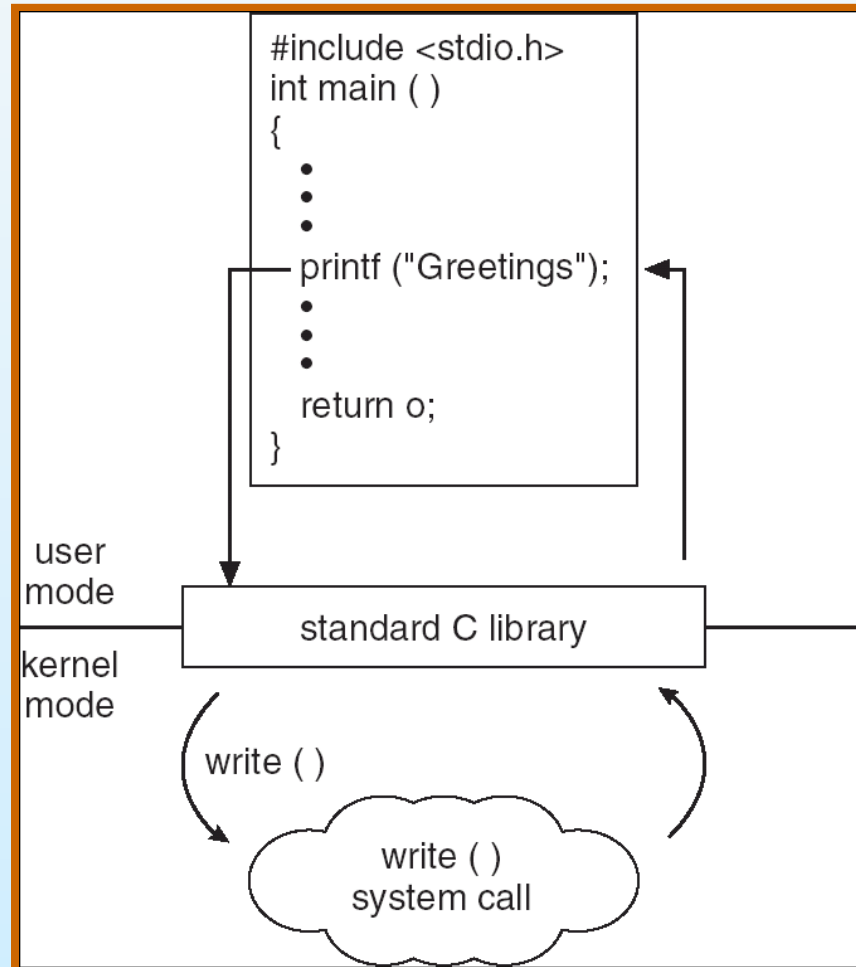 #include <stdio.h>
int main ( )
{
•
•
•
printf ("Greetings");
•
•
•
return o;
}
user
mode
standard C library
kernel
mode
write ( )
write ( )
system call